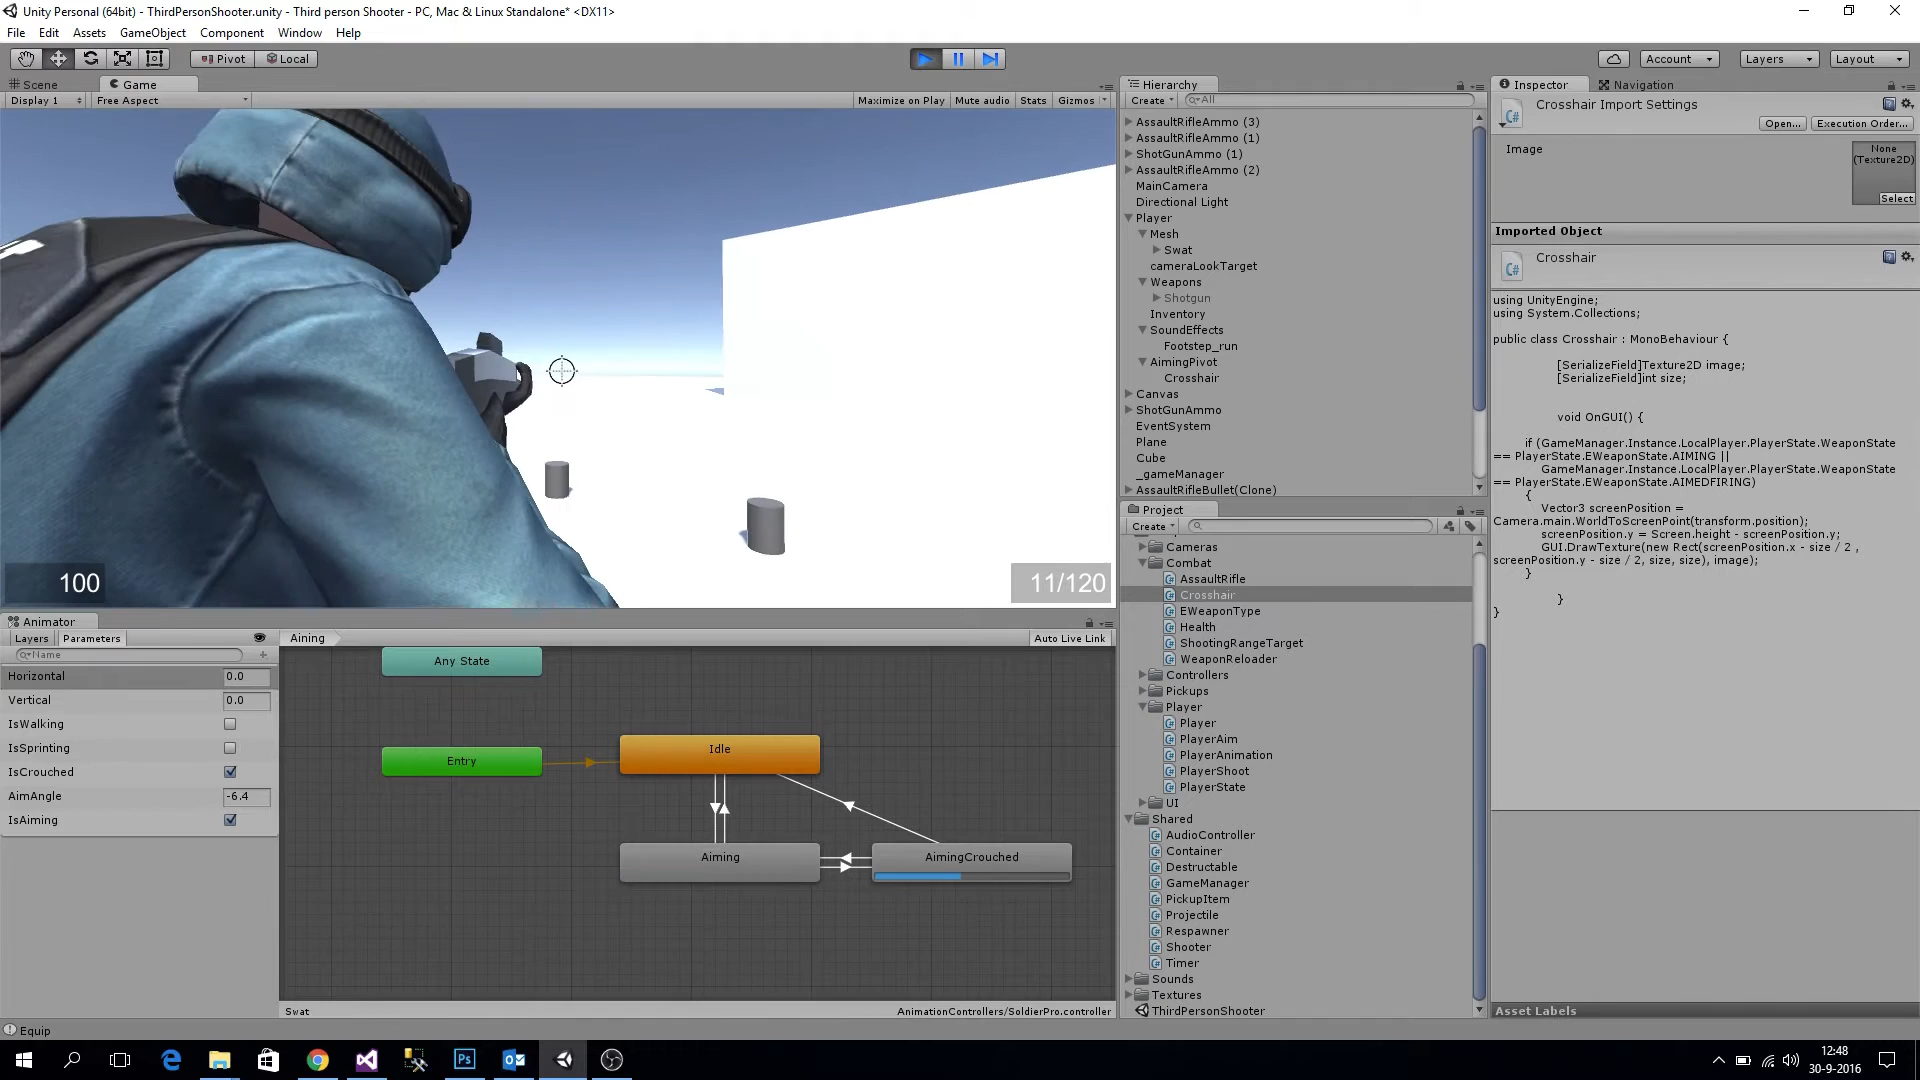 Unity Personal (64bit) - ThirdPersonShooter.unity - Third person Shooter - PC, Mac & Linux Standalone* <DX11>
File Edit Assets GameObject Component Window Help
Pivot Local Account Layers Layout
Scene Game
Display 1 Free Aspect Maximize on Play Mute audio Stats Gizmos
100
11/120
Hierarchy
Create All
AssaultRifleAmmo (3)
AssaultRifleAmmo (1)
ShotGunAmmo (1)
AssaultRifleAmmo (2)
MainCamera
Directional Light
Player
Mesh
Swat
cameraLookTarget
Weapons
Shotgun
Inventory
SoundEffects
Footstep_run
AimingPivot
Crosshair
Canvas
ShotGunAmmo
EventSystem
Plane
Cube
_gameManager
AssaultRifleBullet(Clone)
Project
Create
Cameras
Combat
AssaultRifle
Crosshair
EWeaponType
Health
ShootingRangeTarget
WeaponReloader
Controllers
Pickups
Player
Player
PlayerAim
PlayerAnimation
PlayerShoot
PlayerState
UI
Shared
AudioController
Container
Destructable
GameManager
PickupItem
Projectile
Respawner
Shooter
Timer
Sounds
Textures
ThirdPersonShooter
Inspector Navigation
Crosshair Import Settings
Open... Execution Order...
Image
None
(Texture2D)
Select
Imported Object
Crosshair
using UnityEngine;
using System.Collections;
public class Crosshair : MonoBehaviour {
[SerializeField]Texture2D image;
[SerializeField]int size;
void OnGUI() {
if (GameManager.Instance.LocalPlayer.PlayerState.WeaponState
== PlayerState.EWeaponState.AIMING ||
GameManager.Instance.LocalPlayer.PlayerState.WeaponState
== PlayerState.EWeaponState.AIMEDFIRING)
{
Vector3 screenPosition =
Camera.main.WorldToScreenPoint(transform.position);
screenPosition.y = Screen.height - screenPosition.y;
GUI.DrawTexture(new Rect(screenPosition.x - size / 2 ,
screenPosition.y - size / 2, size, size), image);
}
}
}
Asset Labels
Animator
Layers Parameters
Name
Horizontal 0.0
Vertical 0.0
IsWalking
IsSprinting
IsCrouched
AimAngle -6.4
IsAiming
Aining
Auto Live Link
Any State
Entry
Idle
Aiming
AimingCrouched
Swat
AnimationControllers/SoldierPro.controller
Equip
12:48
30-9-2016